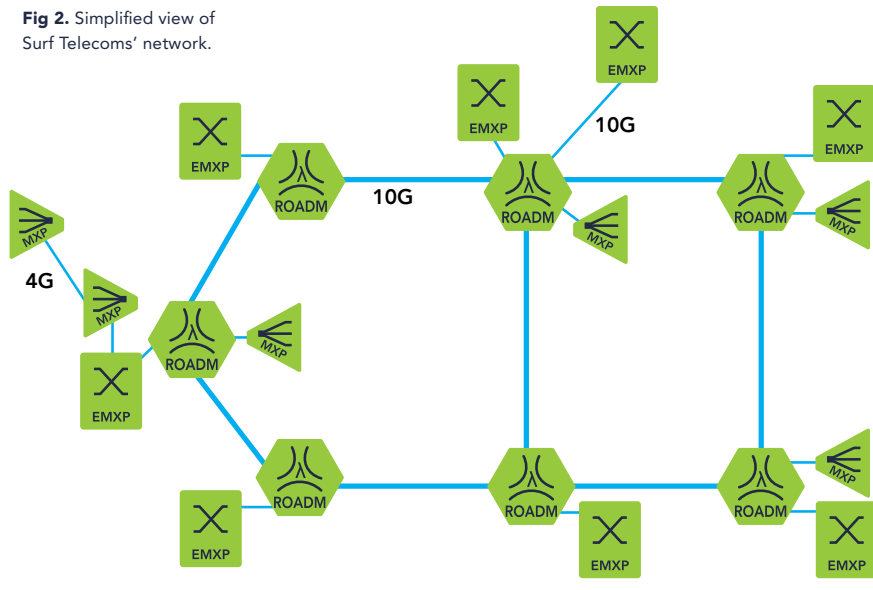 Fig 2. Simplified view of
Surf Telecoms' network.
EMXP
EMXP
10G
EMXP
EMXP
ROADM
10G
ROADM
ROADM
MXP
MXP
MXP
4G
MXP
ROADM
MXP
EMXP
ROADM
ROADM
ROADM
MXP
EMXP
EMXP
EMXP